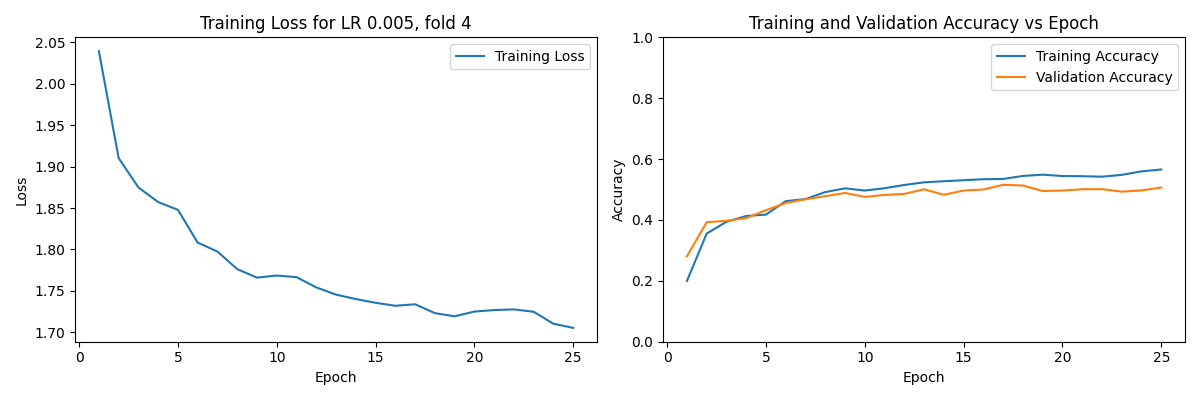 Training Loss for LR 0.005, fold 4
2.05
2.00
1.95
1.90
1.85
1.80
1.75
1.70
Loss
0
5
10
15
20
25
Epoch
Training Loss
Training and Validation Accuracy vs Epoch
1.0
0.8
0.6
0.4
0.2
0.0
Accuracy
0
5
10
15
20
25
Epoch
Training Accuracy
Validation Accuracy